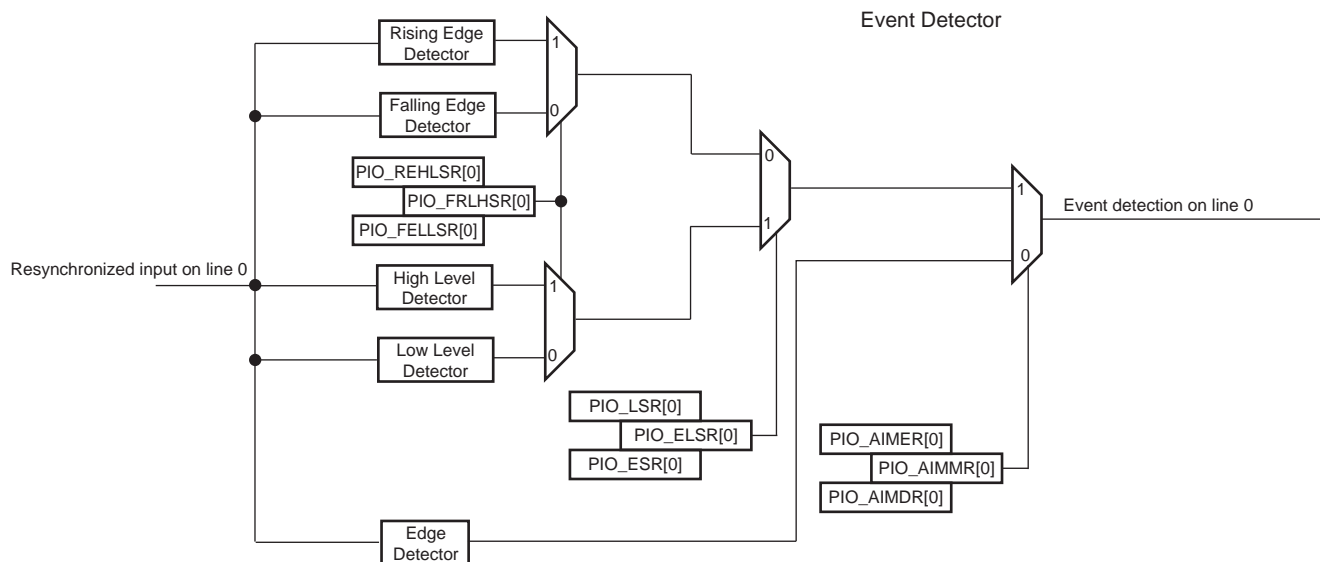 Event Detector
Rising Edge
Detector
1
Falling Edge
Detector
0
PIO_REHLSR[0]
PIO_FRLHSR[0]
PIO_FELLSR[0]
0
1
1
0
Event detection on line 0
Resynchronized input on line 0
High Level
Detector
1
Low Level
Detector
0
PIO_LSR[0]
PIO_ELSR[0]
PIO_ESR[0]
PIO_AIMER[0]
PIO_AIMMR[0]
PIO_AIMDR[0]
Edge
Detector